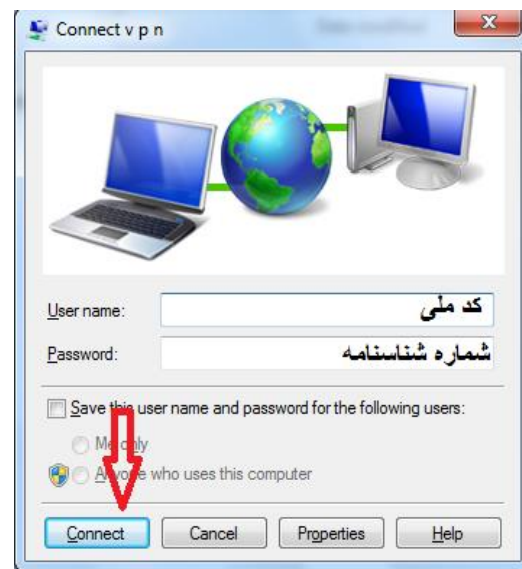 Connect v p n
User name: کد ملی
Password: شماره شناسنامه
Save this user name and password for the following users:
Me only
Anyone who uses this computer
Connect Cancel Properties Help